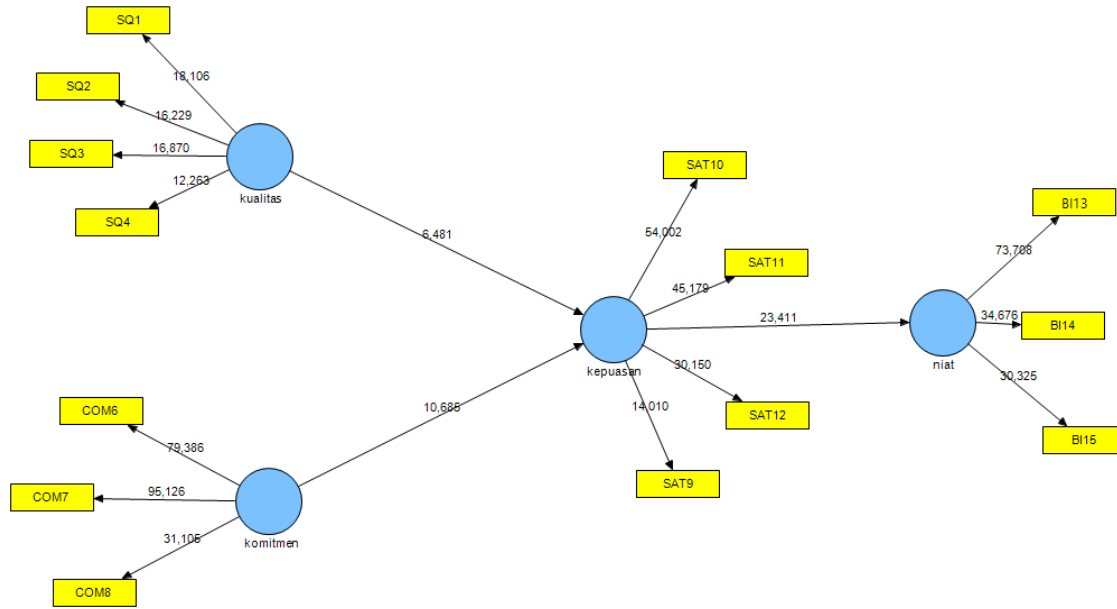 SQ1
18,106
SQ2
16,229
SQ3
16,870
12,263
SQ4
kualitas
6,481
SAT10
54,002
SAT11
45,179
kepuasan
30,150
SAT12
14,010
SAT9
23,411
BI13
73,708
34,676
BI14
niat
30,325
BI15
10,685
COM6
79,386
COM7
95,126
31,105
komitmen
COM8